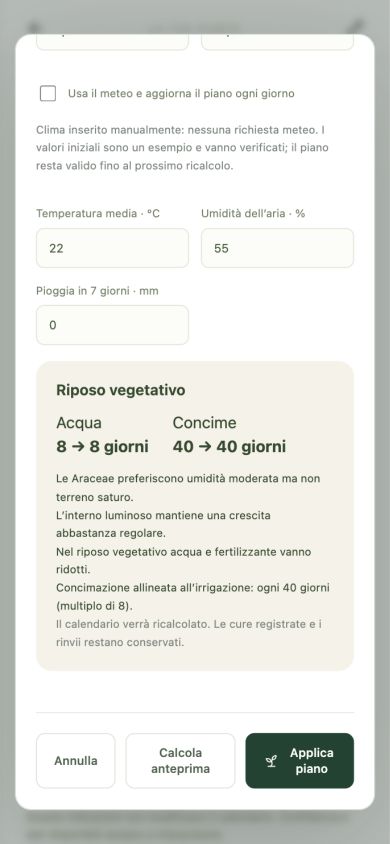 Usa il meteo e aggiorna il piano ogni giorno
Clima inserito manualmente: nessuna richiesta meteo. I
valori iniziali sono un esempio e vanno verificati; il piano
resta valido fino al prossimo ricalcolo.
Temperatura media · °C
Umidità dell’aria · %
22
55
Pioggia in 7 giorni · mm
0
Riposo vegetativo
Acqua
Concime
8 → 8 giorni
40 → 40 giorni
Le Araceae preferiscono umidità moderata ma non
terreno saturo.
L’interno luminoso mantiene una crescita
abbastanza regolare.
Nel riposo vegetativo acqua e fertilizzante vanno
ridotti.
Concimazione allineata all’irrigazione: ogni 40 giorni
(multiplo di 8).
Il calendario verrà ricalcolato. Le cure registrate e i
rinvii restano conservati.
Annulla
Calcola
anteprima
Applica
piano